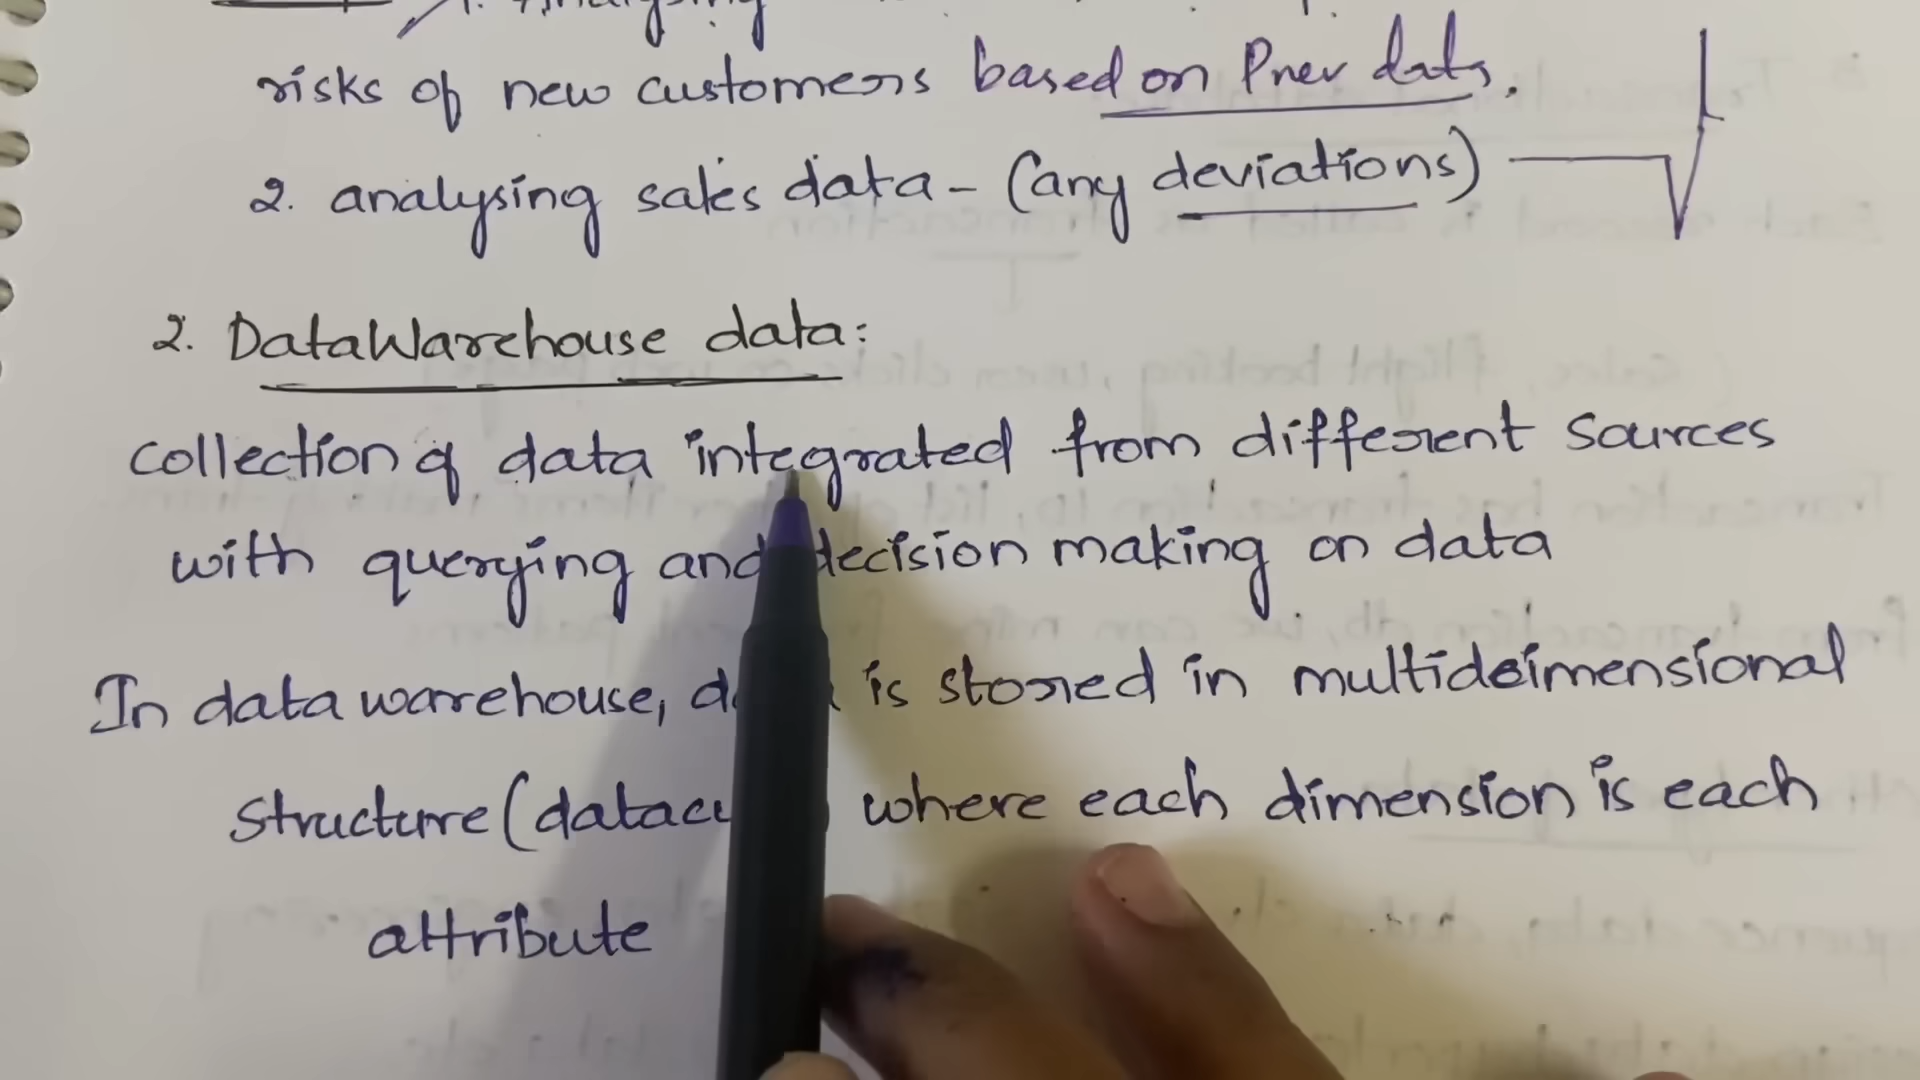 1. Analysing
risks of new customers based on Prev data.
2. analysing sales data - (any deviations)
2. DataWarehouse data:
collection of data integrated from different sources
with querying and decision making on data
In data warehouse, is stored in multideimensional
structure ( where each dimension is each
attribute